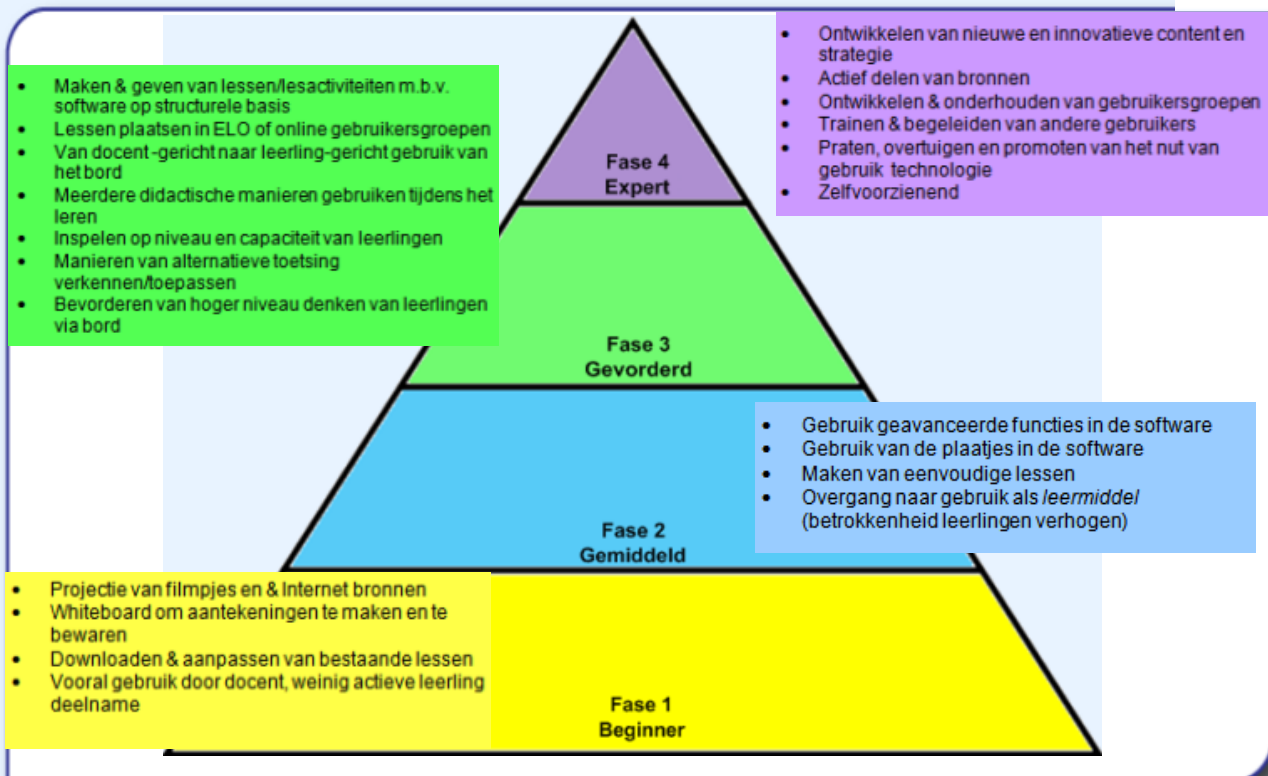 • Ontwikkelen van nieuwe en innovatieve content en
strategie
• Actief delen van bronnen
• Ontwikkelen & onderhouden van gebruikersgroepen
• Trainen & begeleiden van andere gebruikers
• Praten, overtuigen en promoten van het nut van
gebruik technologie
• Zelfvoorzienend
• Maken & geven van lessen/lesactiviteiten m.b.v.
software op structurele basis
• Lessen plaatsen in ELO of online gebruikersgroepen
• Van docent-gericht naar leerling-gericht gebruik van
het bord
• Meerdere didactische manieren gebruiken tijdens het
leren
• Inspelen op niveau en capaciteit van leerlingen
• Manieren van alternatieve toetsing
verkennen/toepassen
• Bevorderen van hoger niveau denken van leerlingen
via bord
Fase 4
Expert
Fase 3
Gevorderd
• Gebruik geavanceerde functies in de software
• Gebruik van de plaatjes in de software
• Maken van eenvoudige lessen
• Overgang naar gebruik als leermiddel
(betrokkenheid leerlingen verhogen)
Fase 2
Gemiddeld
• Projectie van filmpjes en & Internet bronnen
• Whiteboard om aantekeningen te maken en te
bewaren
• Downloaden & aanpassen van bestaande lessen
• Vooral gebruik door docent, weinig actieve leerling
deelname
Fase 1
Beginner